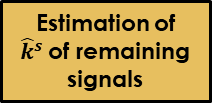 Estimation of
k̂ˢ of remaining
signals